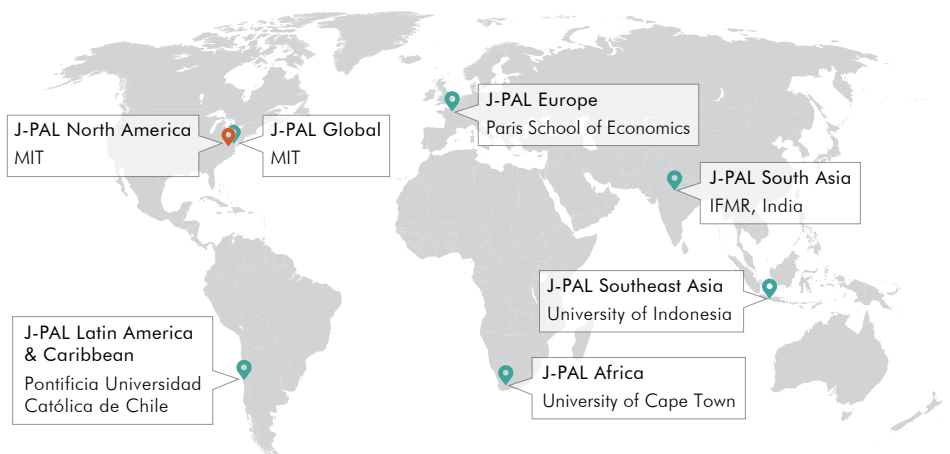 J-PAL North America
MIT
J-PAL Global
MIT
J-PAL Europe
Paris School of Economics
J-PAL South Asia
IFMR, India
J-PAL Southeast Asia
University of Indonesia
J-PAL Latin America
& Caribbean
Pontificia Universidad
Católica de Chile
J-PAL Africa
University of Cape Town